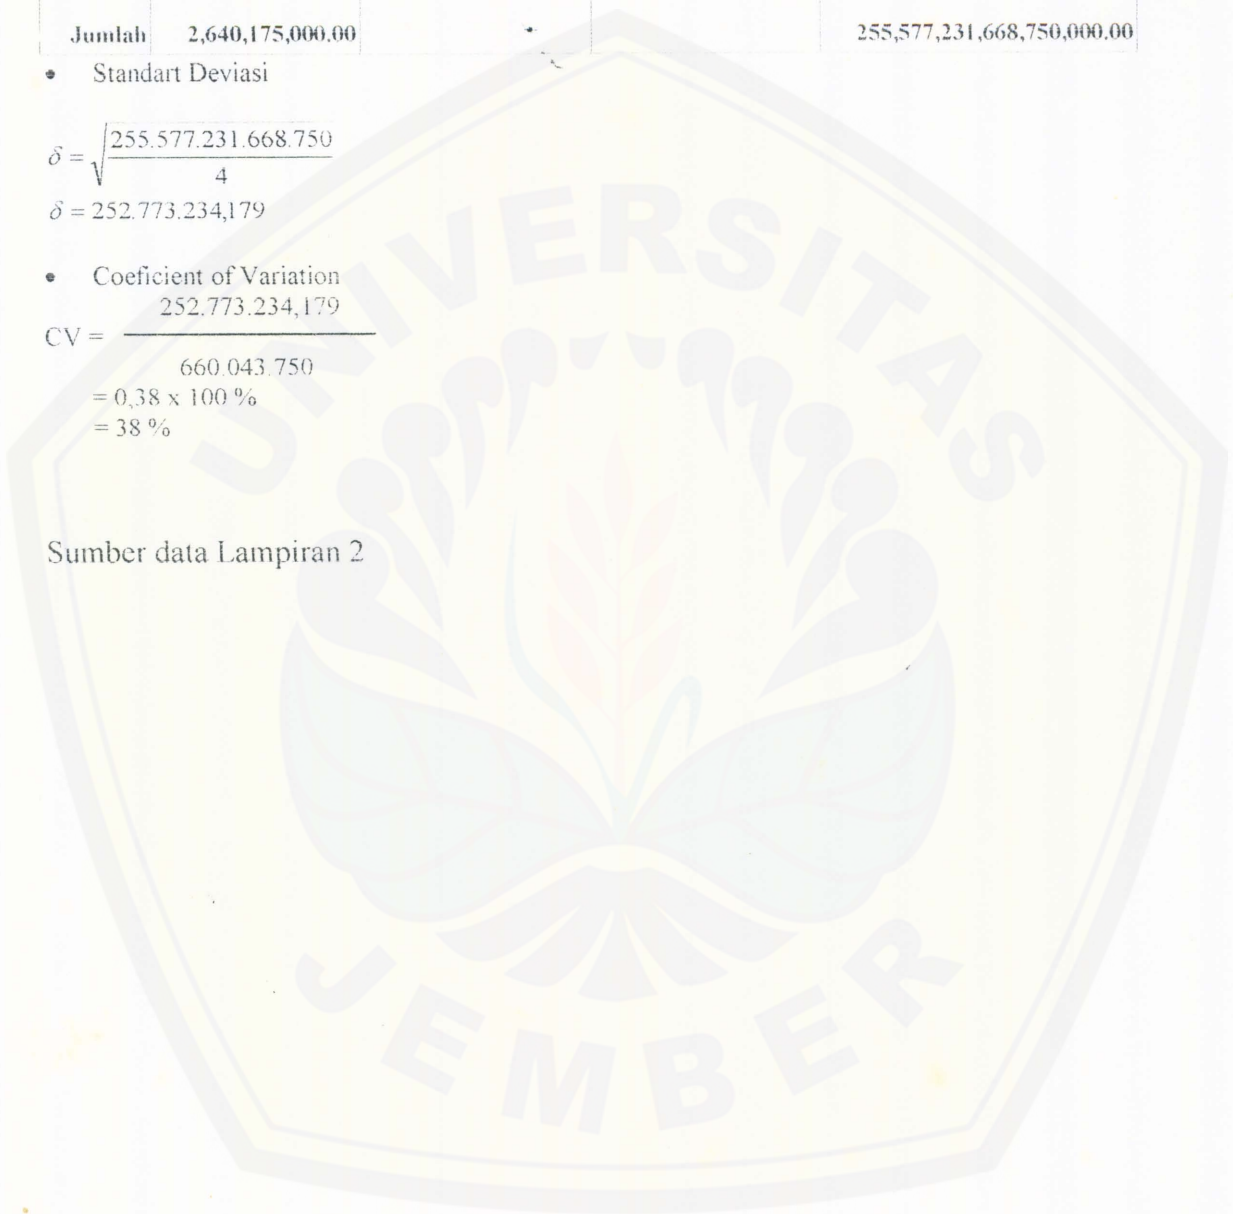 Jumlah 2,640,175,000.00 - 255,577,231,668,750,000.00
• Standart Deviasi
δ = √(255.577.231.668.750 / 4)
δ = 252.773.234,179
• Coeficient of Variation
252.773.234,179
CV =
660.043.750
= 0,38 x 100 %
= 38 %
Sumber data Lampiran 2
UNIVERSITAS
JEMBER